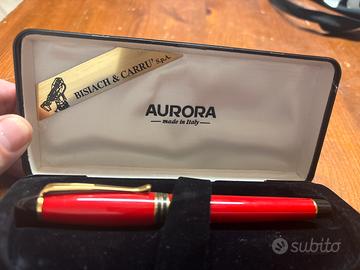 BISIACH & CARRU' S.p.A.
AURORA
made in Italy
subito